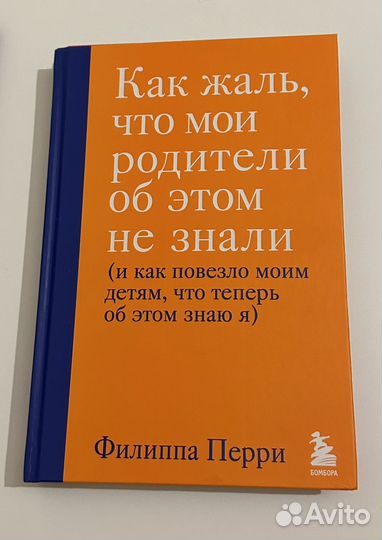 Как жаль,
что мои
родители
об этом
не знали
(и как повезло моим
детям, что теперь
об этом знаю я)
Филиппа Перри
БОМБОРА
Avito